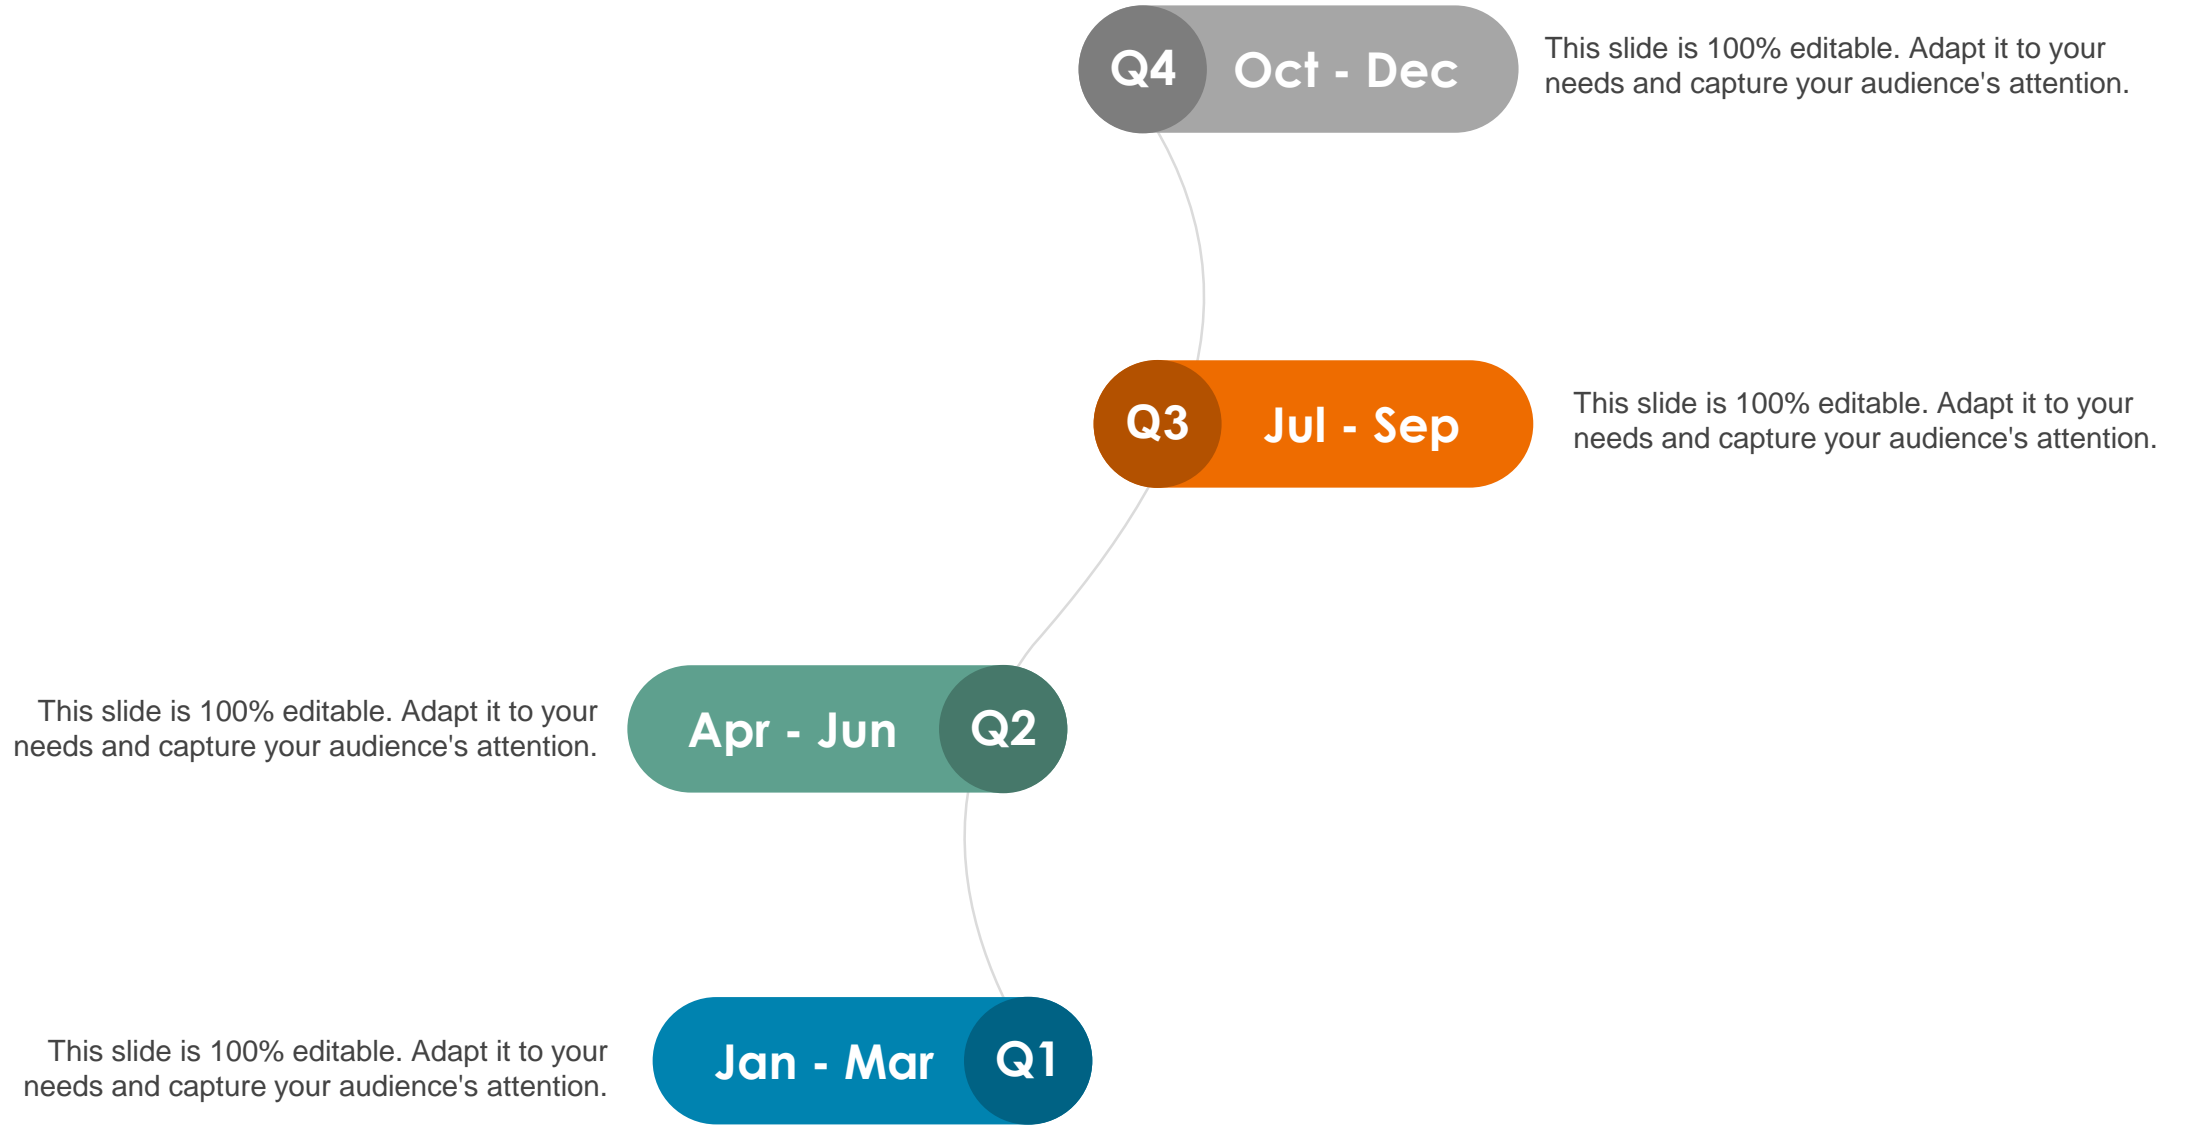 Q4 Oct - Dec
This slide is 100% editable. Adapt it to your
needs and capture your audience's attention.
Q3 Jul - Sep
This slide is 100% editable. Adapt it to your
needs and capture your audience's attention.
This slide is 100% editable. Adapt it to your
needs and capture your audience's attention.
Apr - Jun Q2
This slide is 100% editable. Adapt it to your
needs and capture your audience's attention.
Jan - Mar Q1